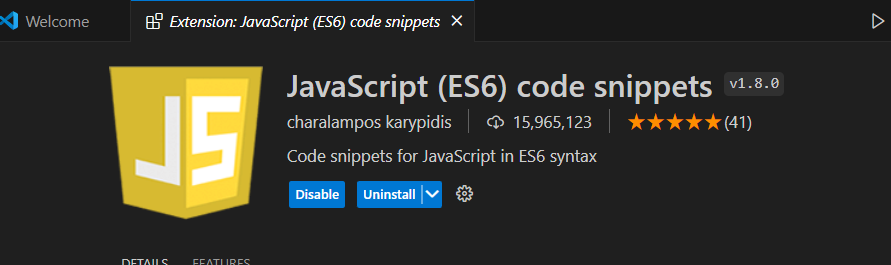 Welcome
Extension: JavaScript (ES6) code snippets
JS
JavaScript (ES6) code snippets v1.8.0
charalampos karypidis 15,965,123 ★★★★★(41)
Code snippets for JavaScript in ES6 syntax
Disable Uninstall
DETAILS FEATURES